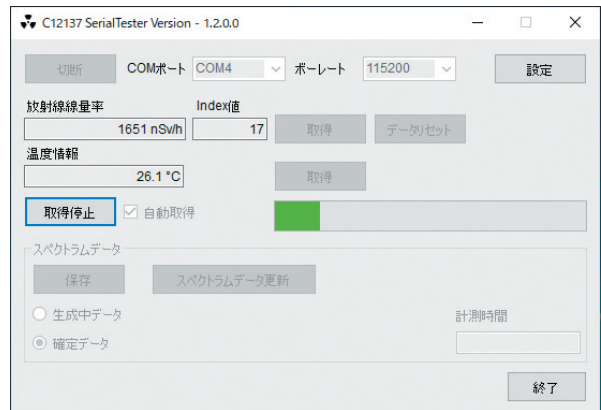 C12137 SerialTester Version - 1.2.0.0
切断 COMポート COM4 ボーレート 115200 設定
放射線線量率 Index値
1651 nSv/h 17 取得 データリセット
温度情報
26.1 °C 取得
取得停止 自動取得
スペクトラムデータ
保存 スペクトラムデータ更新
生成中データ 計測時間
確定データ
終了